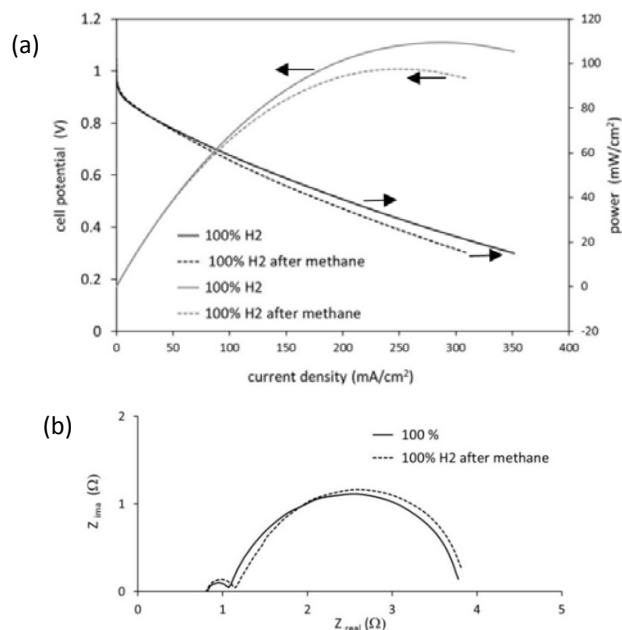 (a)
cell potential (V)
1.2
1
0.8
0.6
0.4
0.2
0
100% H2
100% H2 after methane
100% H2
100% H2 after methane
120
100
80
60
40
20
0
-20
power (mW/cm²)
0 50 100 150 200 250 300 350 400
current density (mA/cm²)
(b)
Z ima (Ω)
2
1
0
100 %
100% H2 after methane
0 1 2 3 4 5
Z real (Ω)